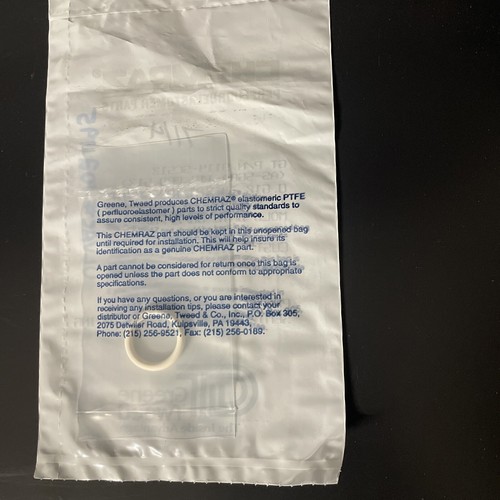 Greene, Tweed produces CHEMRAZ® elastomeric PTFE
( perfluoroelastomer ) parts to strict quality standards to
assure consistent, high levels of performance.
This CHEMRAZ part should be kept in this unopened bag
until required for installation. This will help insure its
identification as a genuine CHEMRAZ part.
A part cannot be considered for return once this bag is
opened unless the part does not conform to appropriate
specifications.
If you have any questions, or you are interested in
receiving any installation tips, please contact your
distributor or Greene, Tweed & Co., Inc., P.O. Box 305,
2075 Detwiler Road, Kulpsville, PA 19443,
Phone: (215) 256-9521, Fax: (215) 256-0189.